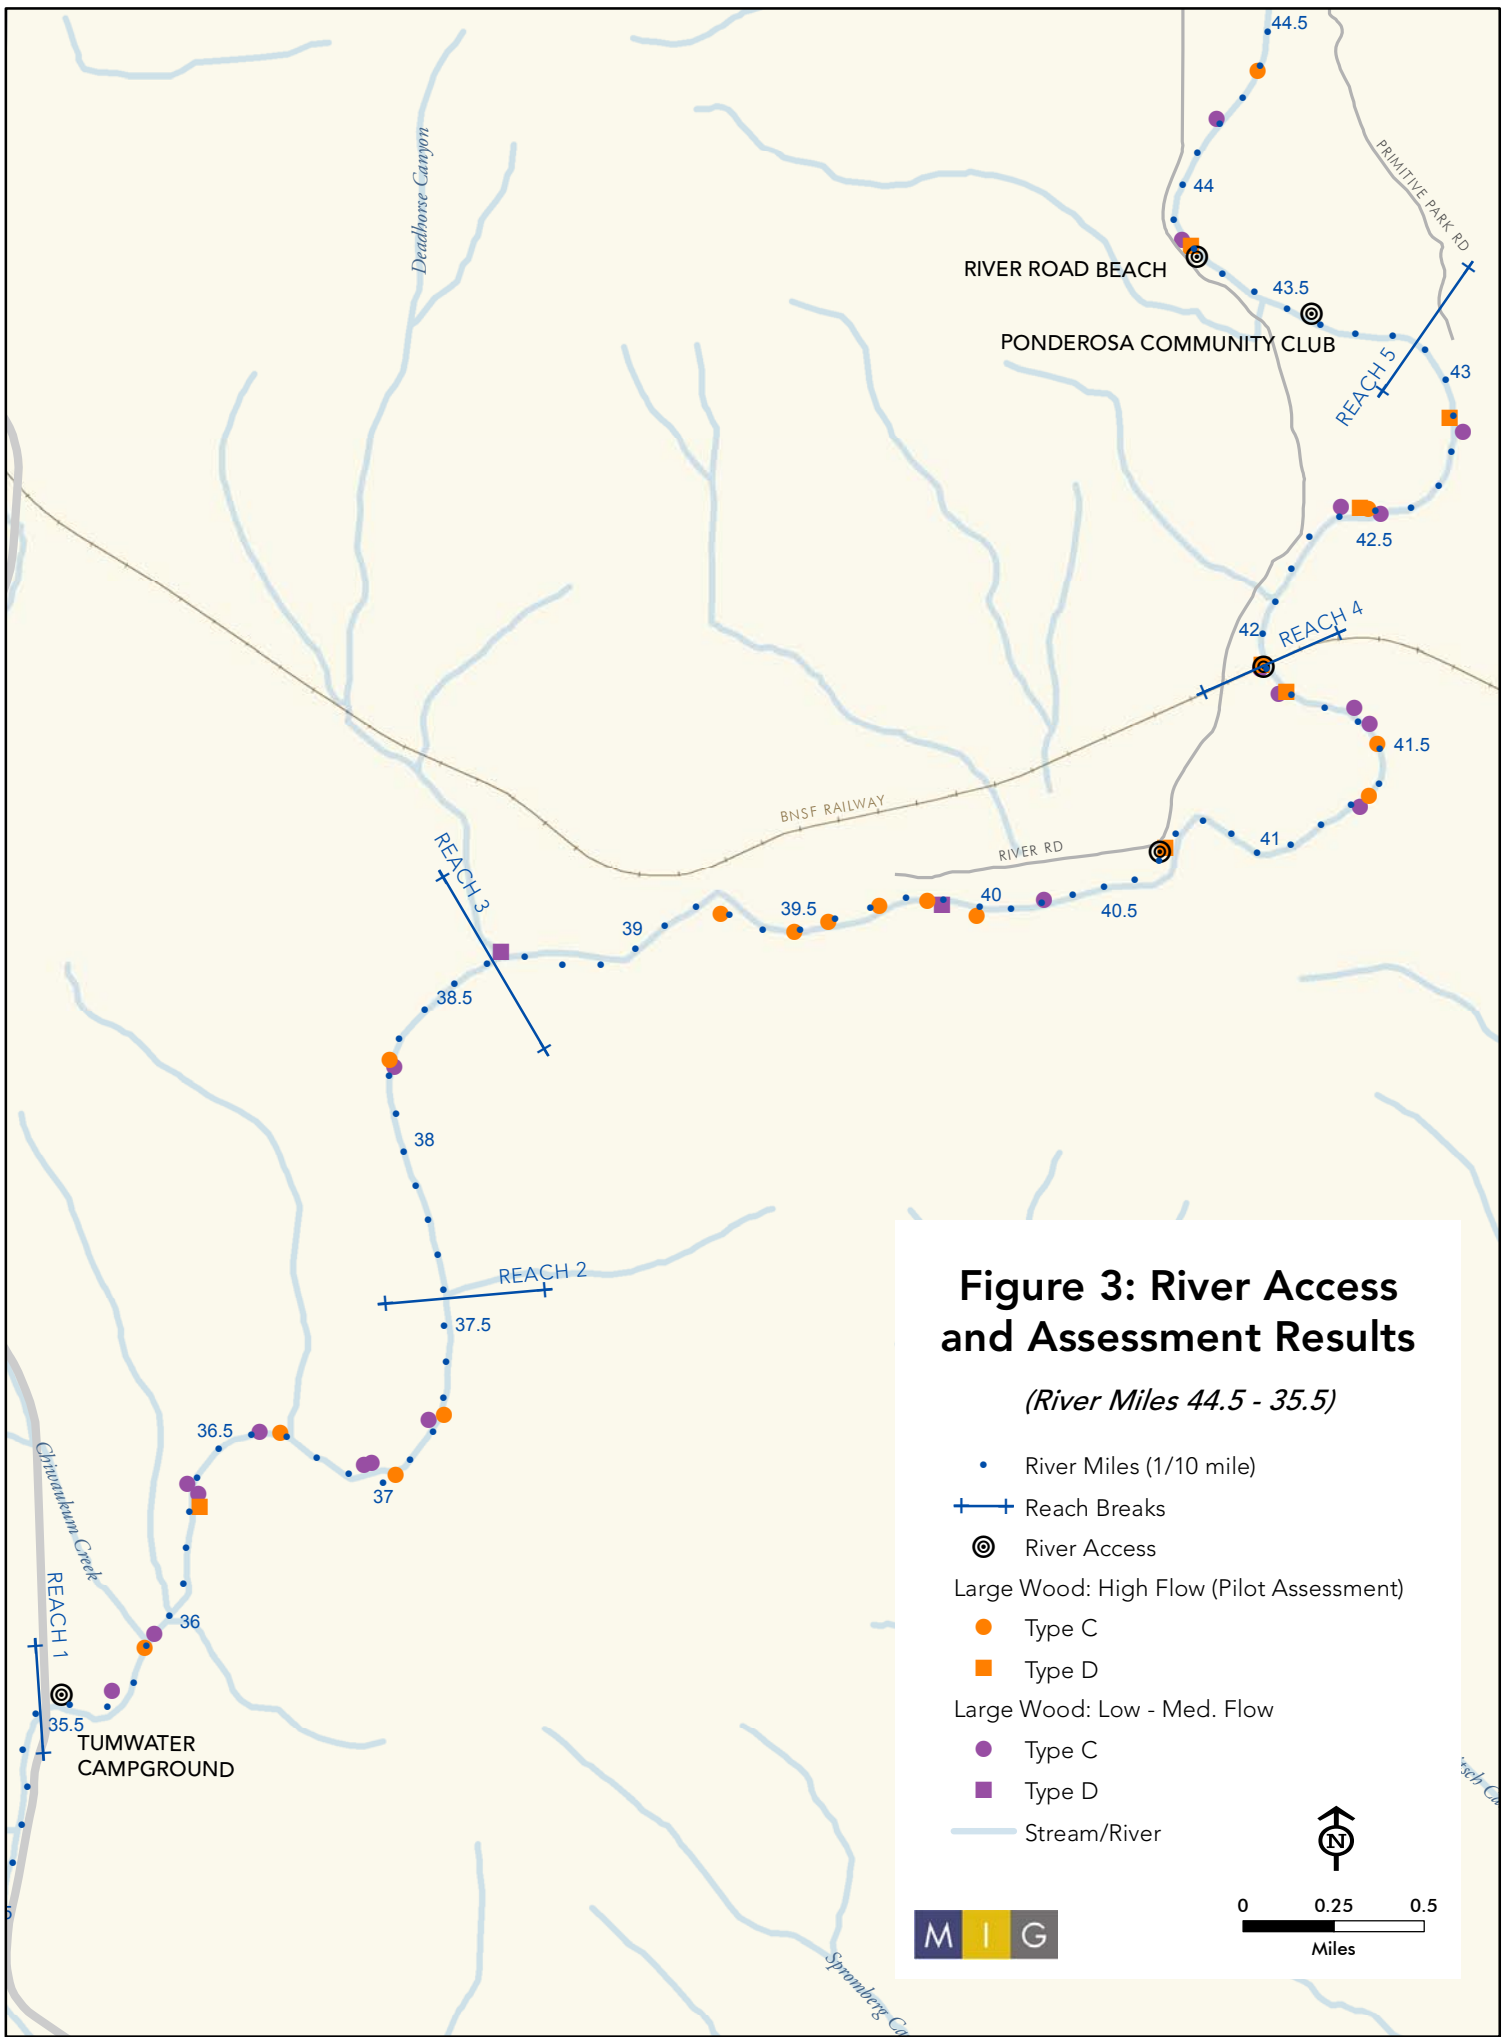 44.5
Deadhorse Canyon
PRIMITIVE PARK RD
44
RIVER ROAD BEACH
43.5
PONDEROSA COMMUNITY CLUB
REACH 5
43
42.5
42
REACH 4
41.5
BNSF RAILWAY
RIVER RD
41
REACH 3
40
39.5
40.5
39
38.5
38
REACH 2
37.5
36.5
37
Chiwaukum Creek
REACH 1
36
35.5
TUMWATER
CAMPGROUND
Spromberg Ca
Figure 3: River Access
and Assessment Results
(River Miles 44.5 - 35.5)
River Miles (1/10 mile)
Reach Breaks
River Access
Large Wood: High Flow (Pilot Assessment)
Type C
Type D
Large Wood: Low - Med. Flow
Type C
Type D
Stream/River
N
0 0.25 0.5
Miles
M I G